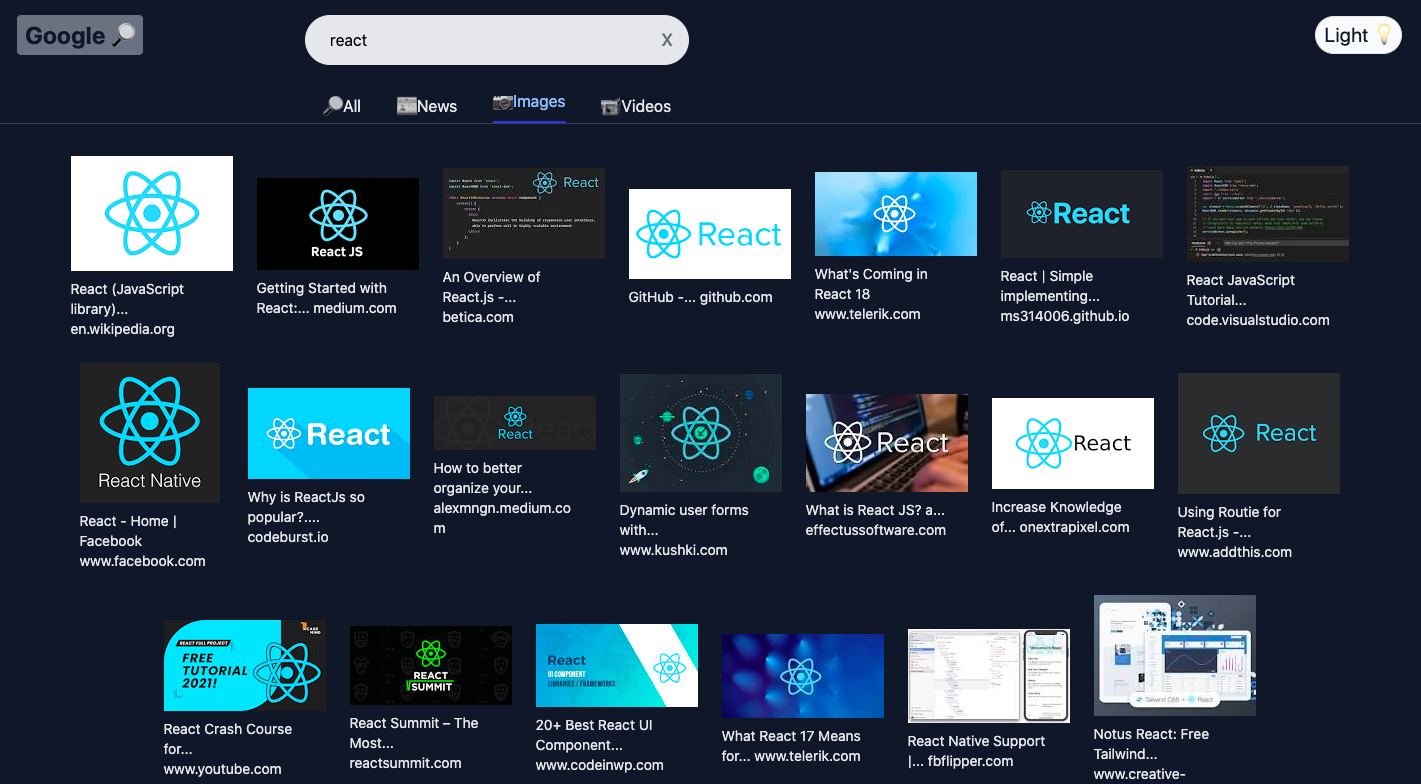 Google 🔎
react
X
Light 💡
🔎All
📰News
📷Images
📹Videos
React JS
React
React
React
React (JavaScript
library)...
en.wikipedia.org
Getting Started with
React:... medium.com
An Overview of
React.js -...
betica.com
GitHub -... github.com
What's Coming in
React 18
www.telerik.com
React | Simple
implementing...
ms314006.github.io
React JavaScript
Tutorial...
code.visualstudio.com
React Native
React
React
React
React
React
React - Home |
Facebook
www.facebook.com
Why is ReactJs so
popular?....
codeburst.io
How to better
organize your...
alexmngn.medium.co
m
Dynamic user forms
with...
www.kushki.com
What is React JS? a...
effectussoftware.com
Increase Knowledge
of... onextrapixel.com
Using Routie for
React.js -...
www.addthis.com
REACT FULL PROJECT
FREE
TUTORIAL
2021!
REACT
SUMMIT
React
UI COMPONENT
LIBRARIES / FRAMEWORKS
Tailwind CSS + React
React Crash Course
for...
www.youtube.com
React Summit – The
Most...
reactsummit.com
20+ Best React UI
Component...
www.codeinwp.com
What React 17 Means
for... www.telerik.com
React Native Support
|... fbflipper.com
Notus React: Free
Tailwind...
www.creative-